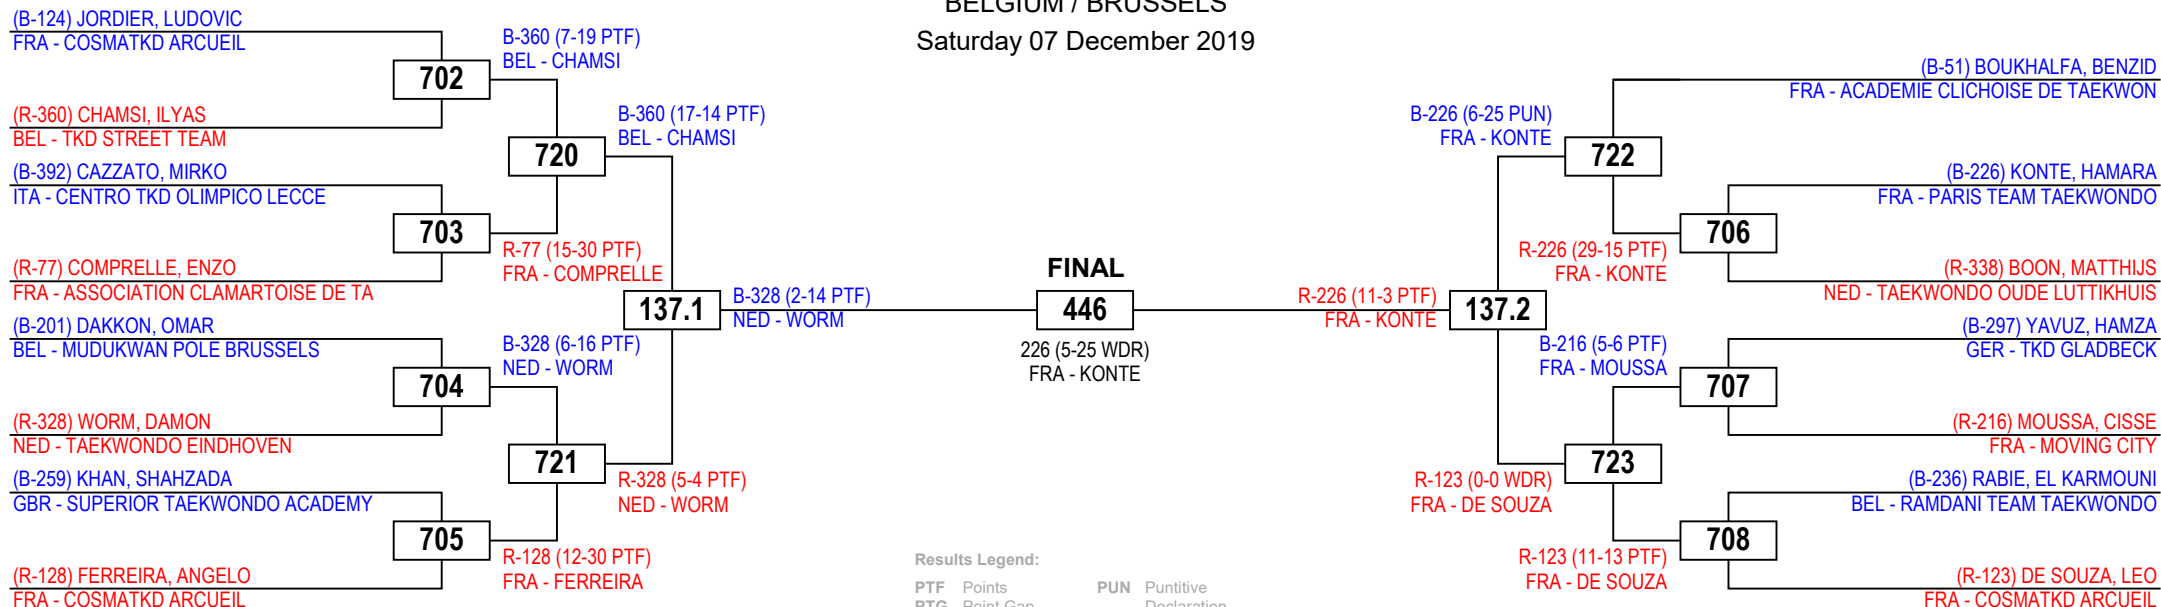 BELGIUM / BRUSSELS
Saturday 07 December 2019
(B-124) JORDIER, LUDOVIC
FRA - COSMATKD ARCUEIL
702
(R-360) CHAMSI, ILYAS
BEL - TKD STREET TEAM
B-360 (7-19 PTF)
BEL - CHAMSI
720
(B-392) CAZZATO, MIRKO
ITA - CENTRO TKD OLIMPICO LECCE
703
(R-77) COMPRELLE, ENZO
FRA - ASSOCIATION CLAMARTOISE DE TA
R-77 (15-30 PTF)
FRA - COMPRELLE
B-360 (17-14 PTF)
BEL - CHAMSI
137.1
(B-201) DAKKON, OMAR
BEL - MUDUKWAN POLE BRUSSELS
704
(R-328) WORM, DAMON
NED - TAEKWONDO EINDHOVEN
B-328 (6-16 PTF)
NED - WORM
721
(B-259) KHAN, SHAHZADA
GBR - SUPERIOR TAEKWONDO ACADEMY
705
(R-128) FERREIRA, ANGELO
FRA - COSMATKD ARCUEIL
R-128 (12-30 PTF)
FRA - FERREIRA
R-328 (5-4 PTF)
NED - WORM
B-328 (2-14 PTF)
NED - WORM
FINAL
446
226 (5-25 WDR)
FRA - KONTE
R-226 (11-3 PTF)
FRA - KONTE
137.2
B-226 (6-25 PUN)
FRA - KONTE
722
(B-51) BOUKHALFA, BENZID
FRA - ACADEMIE CLICHOISE DE TAEKWON
(B-226) KONTE, HAMARA
FRA - PARIS TEAM TAEKWONDO
706
R-226 (29-15 PTF)
FRA - KONTE
(R-338) BOON, MATTHIJS
NED - TAEKWONDO OUDE LUTTIKHUIS
(B-297) YAVUZ, HAMZA
GER - TKD GLADBECK
B-216 (5-6 PTF)
FRA - MOUSSA
707
(R-216) MOUSSA, CISSE
FRA - MOVING CITY
723
R-123 (0-0 WDR)
FRA - DE SOUZA
(B-236) RABIE, EL KARMOUNI
BEL - RAMDANI TEAM TAEKWONDO
708
R-123 (11-13 PTF)
FRA - DE SOUZA
(R-123) DE SOUZA, LEO
FRA - COSMATKD ARCUEIL
Results Legend:
PTF Points PUN Puntitive
PTG Point Gap Declaration